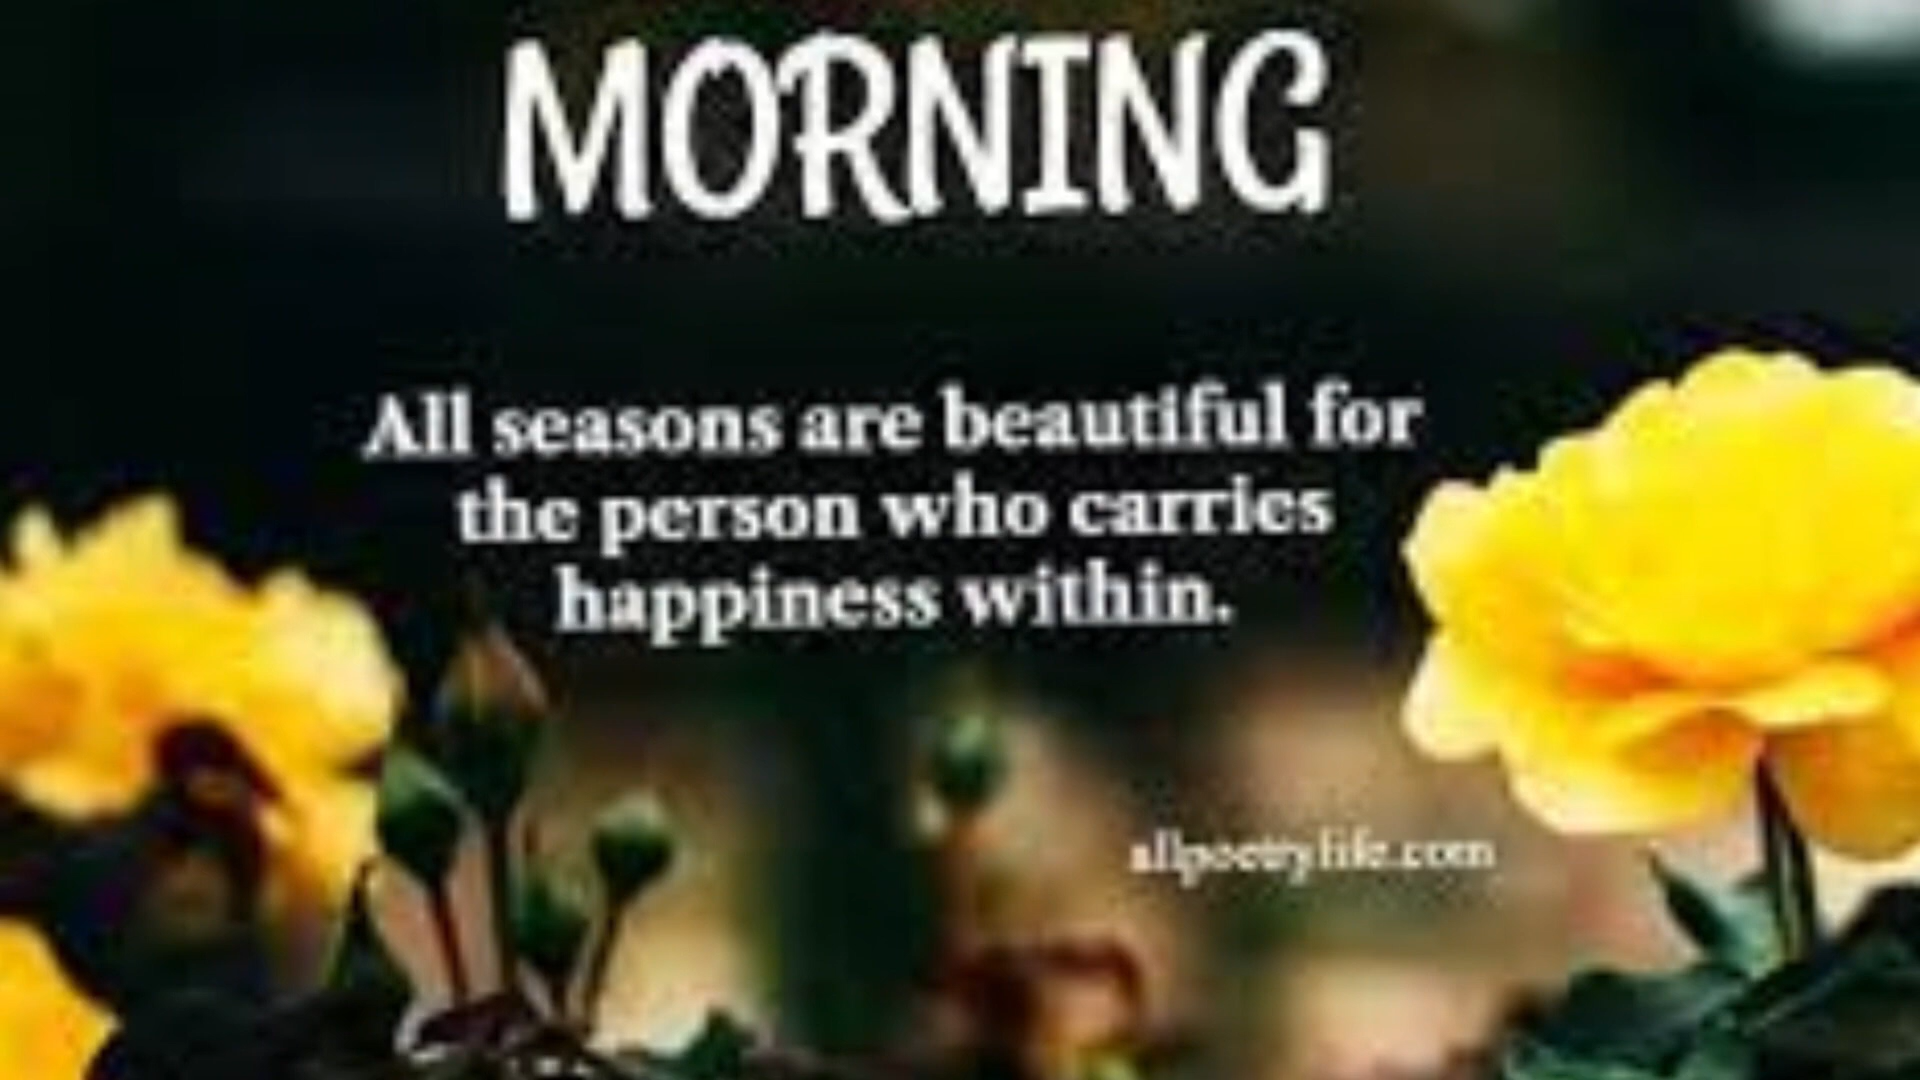 MORNING
All seasons are beautiful for
the person who carries
happiness within.
allpoetrylife.com